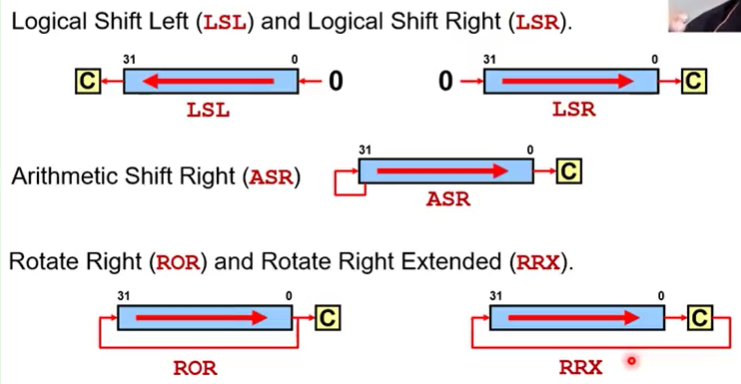 Logical Shift Left (LSL) and Logical Shift Right (LSR).
31 0 31 0
C 0 0 C
LSL LSR
31 0
Arithmetic Shift Right (ASR) C
ASR
Rotate Right (ROR) and Rotate Right Extended (RRX).
31 0 31 0
C C
ROR RRX